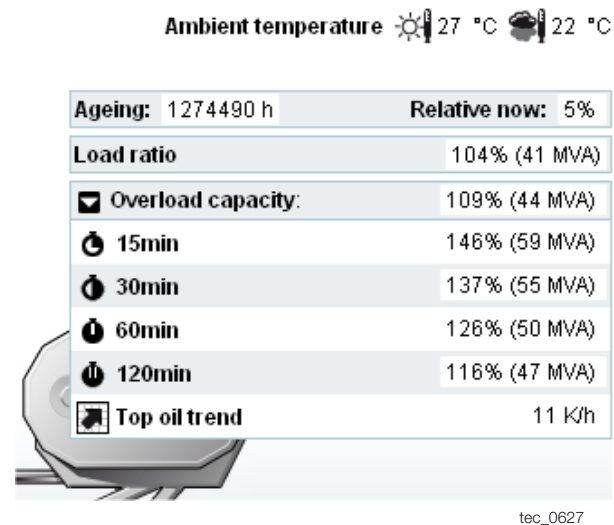 Ambient temperature 27 °C 22 °C
Ageing: 1274490 h Relative now: 5%
Load ratio 104% (41 MVA)
Overload capacity: 109% (44 MVA)
15min 146% (59 MVA)
30min 137% (55 MVA)
60min 126% (50 MVA)
120min 116% (47 MVA)
Top oil trend 11 K/h
tec_0627